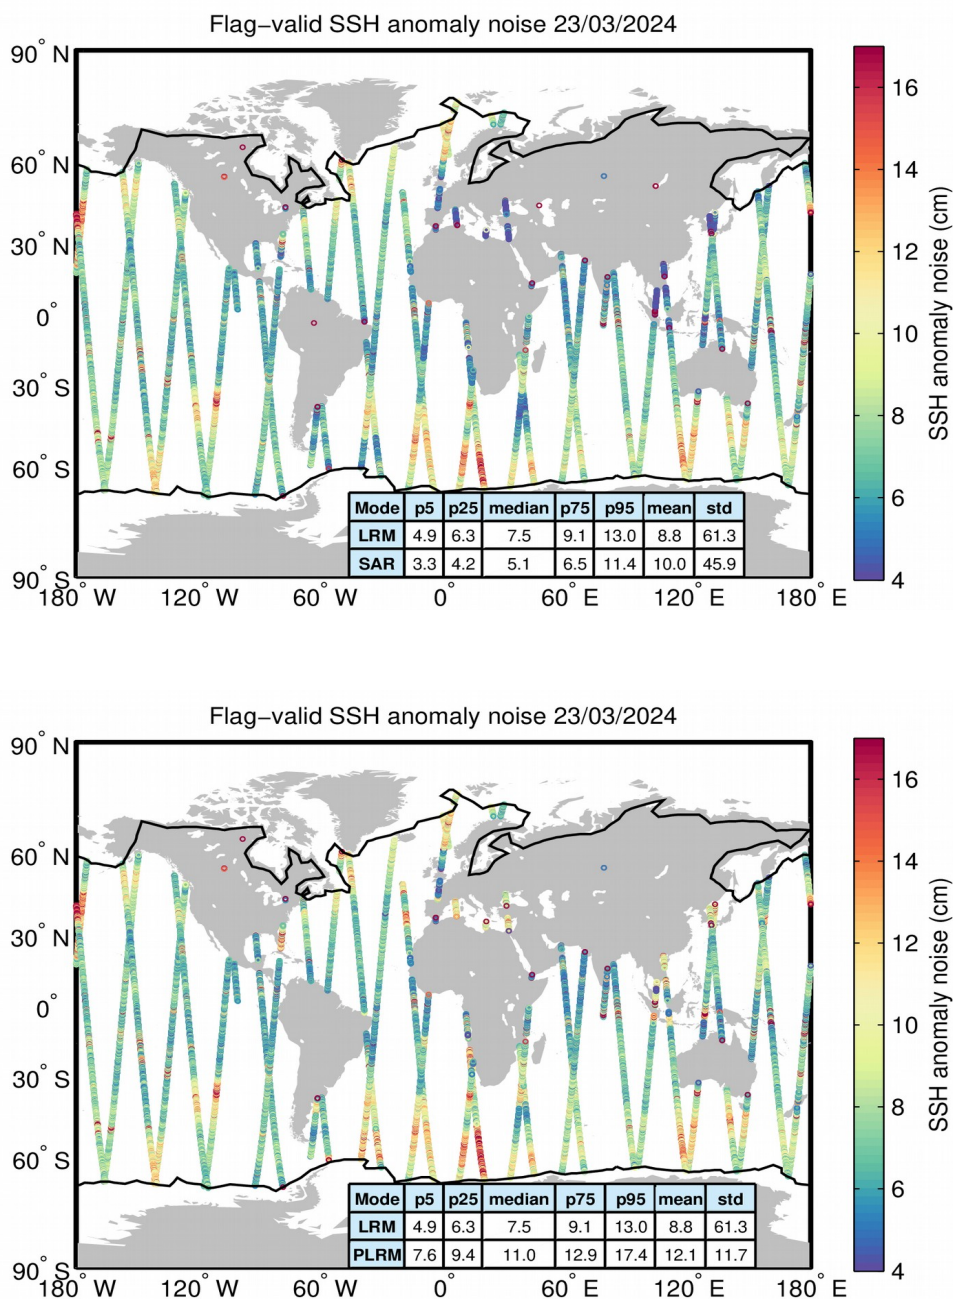 Flag−valid SSH anomaly noise 23/03/2024
90° N
60° N
30° N
0°
30° S
60° S
90° S
180° W 120° W 60° W 0° 60° E 120° E 180° E
16
14
12
10
8
6
4
SSH anomaly noise (cm)
Mode p5 p25 median p75 p95 mean std
LRM 4.9 6.3 7.5 9.1 13.0 8.8 61.3
SAR 3.3 4.2 5.1 6.5 11.4 10.0 45.9
Flag−valid SSH anomaly noise 23/03/2024
90° N
60° N
30° N
0°
30° S
60° S
90° S
180° W 120° W 60° W 0° 60° E 120° E 180° E
16
14
12
10
8
6
4
SSH anomaly noise (cm)
Mode p5 p25 median p75 p95 mean std
LRM 4.9 6.3 7.5 9.1 13.0 8.8 61.3
PLRM 7.6 9.4 11.0 12.9 17.4 12.1 11.7